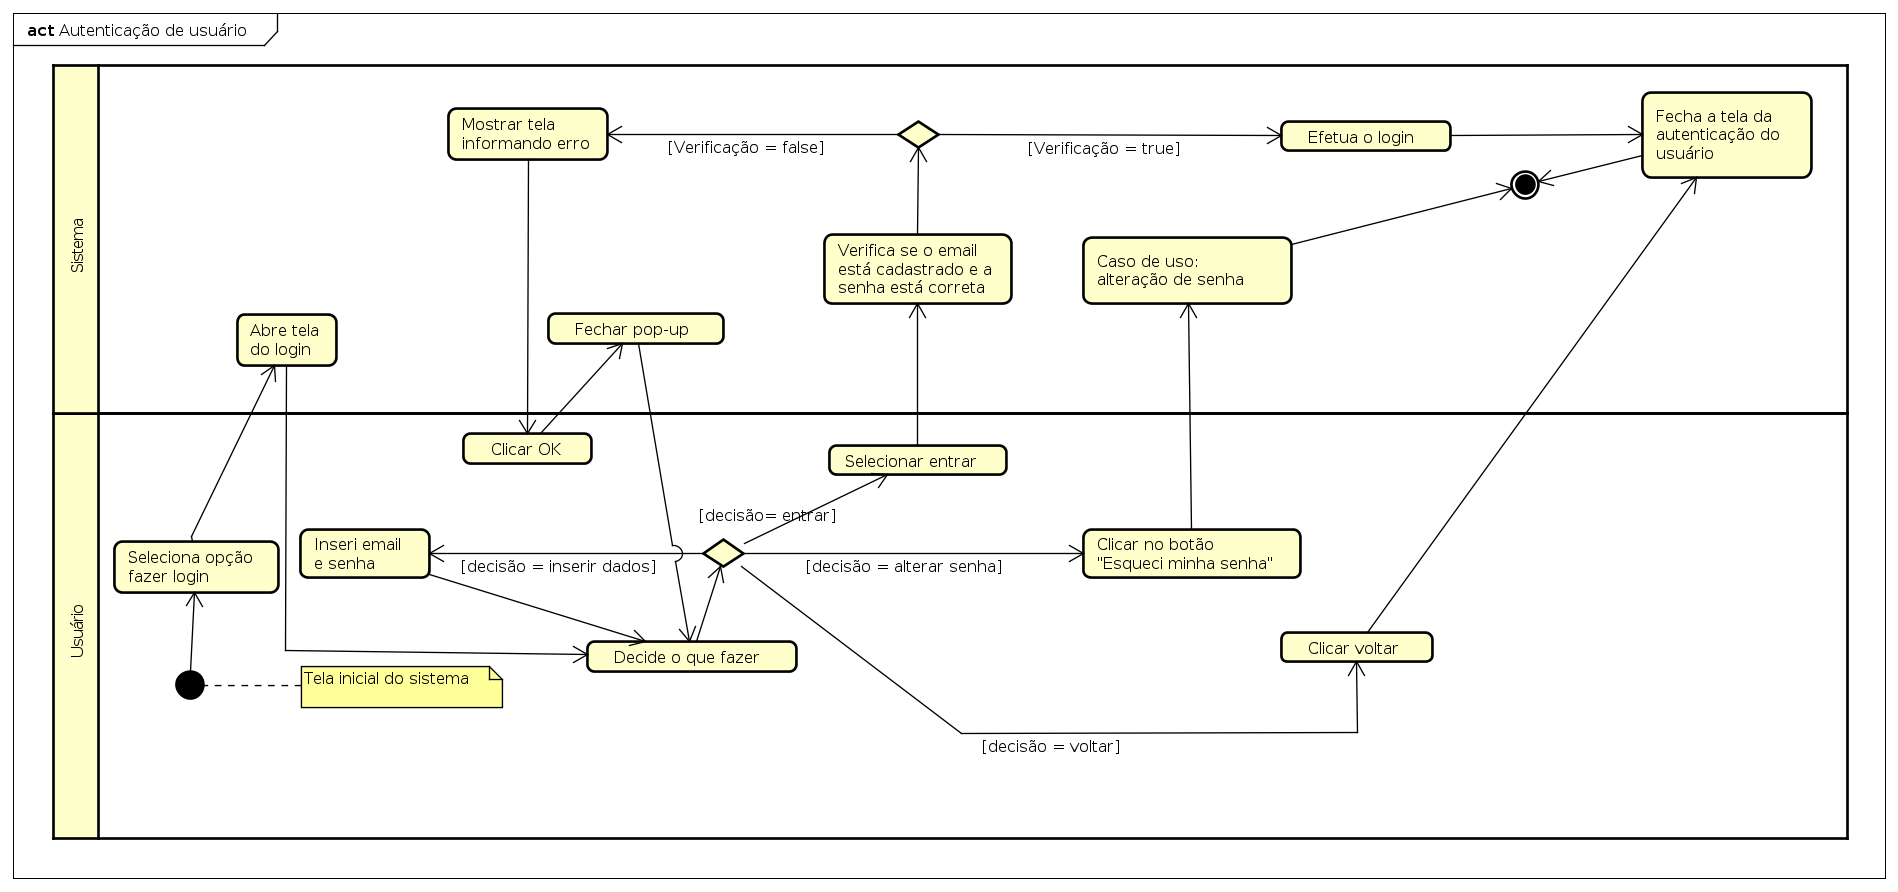 act Autenticação de usuário
Sistema
Mostrar tela
informando erro
[Verificação = false]
[Verificação = true]
Efetua o login
Fecha a tela da
autenticação do
usuário
Verifica se o email
está cadastrado e a
senha está correta
Caso de uso:
alteração de senha
Abre tela
do login
Fechar pop-up
Usuário
Clicar OK
Selecionar entrar
[decisão= entrar]
Seleciona opção
fazer login
Inseri email
e senha
[decisão = inserir dados]
[decisão = alterar senha]
Clicar no botão
"Esqueci minha senha"
Decide o que fazer
Clicar voltar
Tela inicial do sistema
[decisão = voltar]